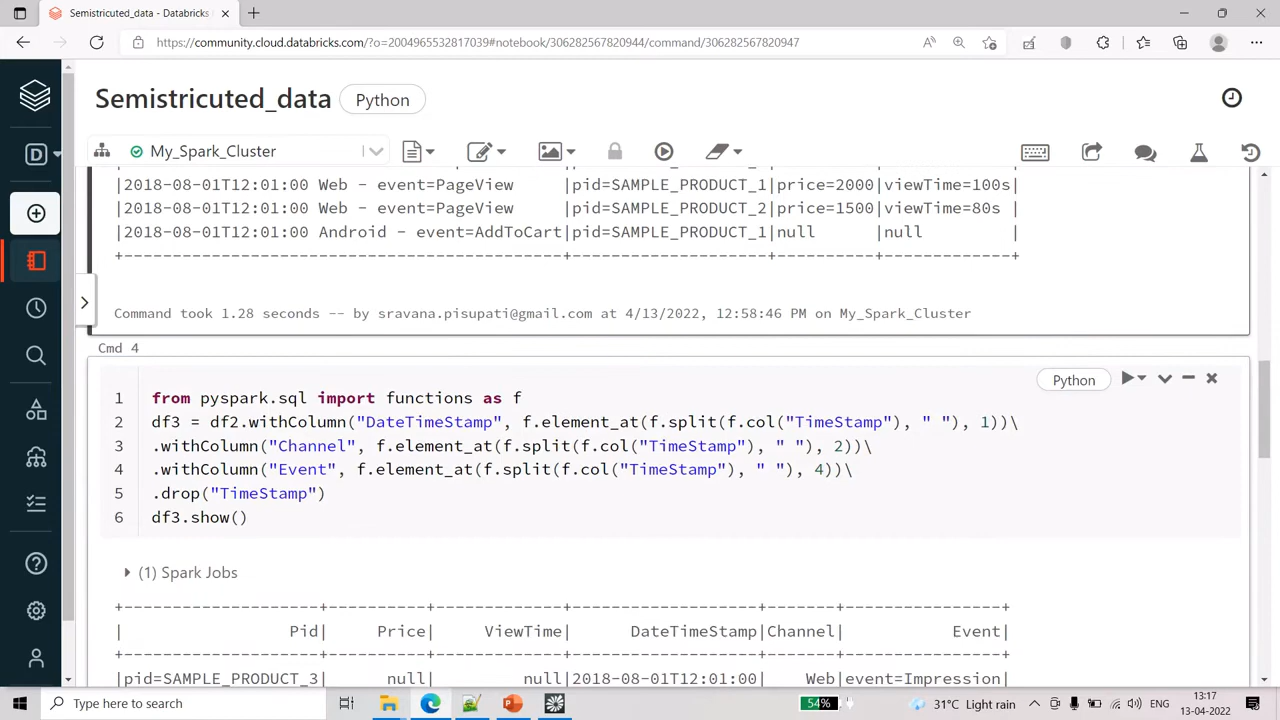 Semistricuted_data - Databricks
https://community.cloud.databricks.com/?o=2004965532817039#notebook/306282567820944/command/306282567820947
Semistricuted_data Python
D My_Spark_Cluster
|2018-08-01T12:01:00 Web - event=PageView |pid=SAMPLE_PRODUCT_1|price=2000|viewTime=100s|
|2018-08-01T12:01:00 Web - event=PageView |pid=SAMPLE_PRODUCT_2|price=1500|viewTime=80s |
|2018-08-01T12:01:00 Android - event=AddToCart|pid=SAMPLE_PRODUCT_1|null |null |
+----------------------------------------------+-------------------+----------+-------------+
Command took 1.28 seconds -- by sravana.pisupati@gmail.com at 4/13/2022, 12:58:46 PM on My_Spark_Cluster
Cmd 4
Python
1 from pyspark.sql import functions as f
2 df3 = df2.withColumn("DateTimeStamp", f.element_at(f.split(f.col("TimeStamp"), " "), 1))\
3 .withColumn("Channel", f.element_at(f.split(f.col("TimeStamp"), " "), 2))\
4 .withColumn("Event", f.element_at(f.split(f.col("TimeStamp"), " "), 4))\
5 .drop("TimeStamp")
6 df3.show()
(1) Spark Jobs
+--------------------+----------+-------------+-------------------+-------+----------------+
| Pid| Price| ViewTime| DateTimeStamp|Channel| Event|
+--------------------+----------+-------------+-------------------+-------+----------------+
|pid=SAMPLE_PRODUCT_3| null| null|2018-08-01T12:01:00| Web|event=Impression|
Type here to search
54%
31°C Light rain
ENG
13:17
13-04-2022